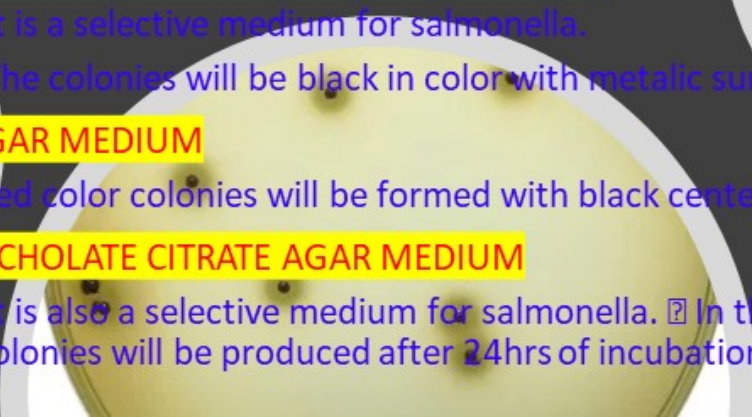 t is a selective medium for salmonella.
he colonies will be black in color with metalic su
GAR MEDIUM
ed color colonies will be formed with black cente
CHOLATE CITRATE AGAR MEDIUM
t is also a selective medium for salmonella. ⍰ In th
olonies will be produced after 24hrs of incubation